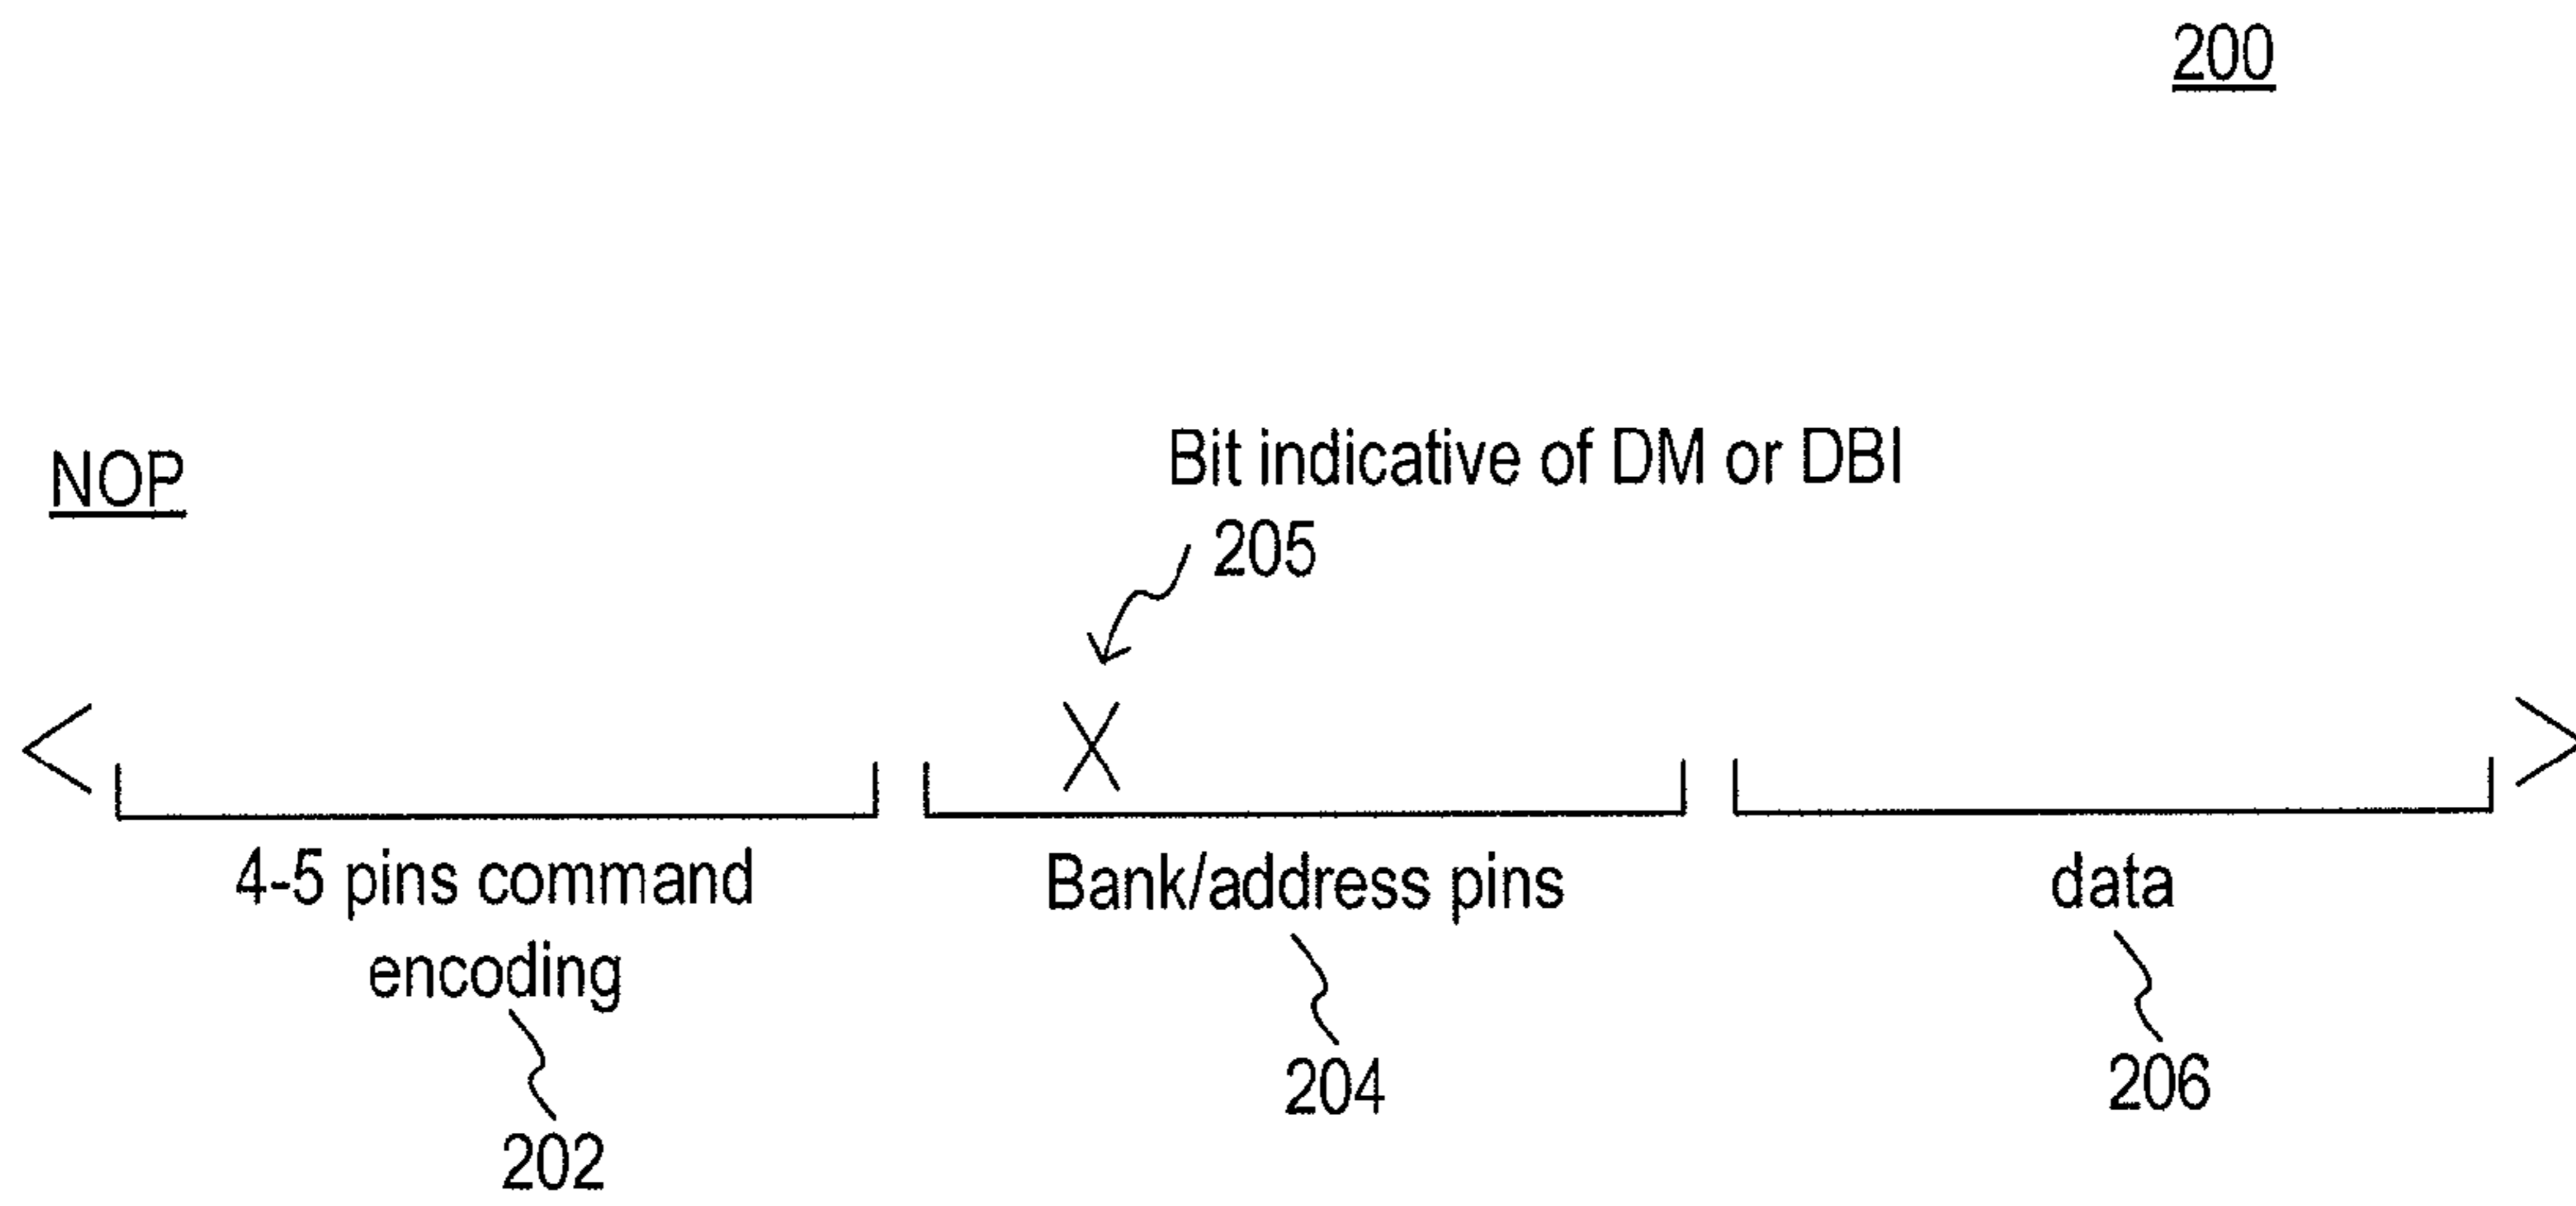 200
NOP
Bit indicative of DM or DBI
205
X
4-5 pins command
encoding
202
Bank/address pins
204
data
206